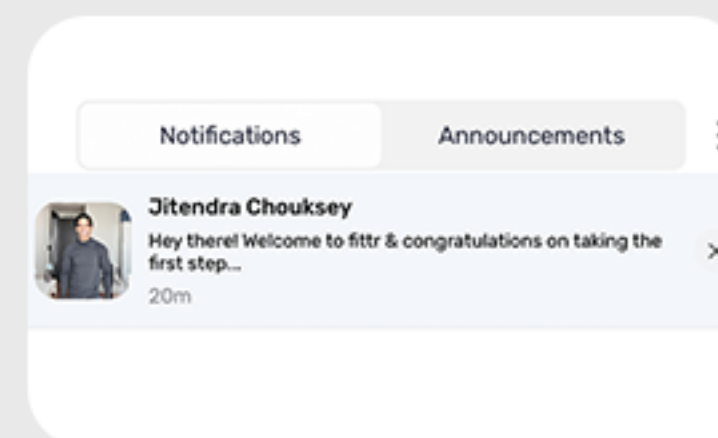 Notifications
Announcements
Jitendra Chouksey
Hey there! Welcome to fittr & congratulations on taking the
first step...
20m